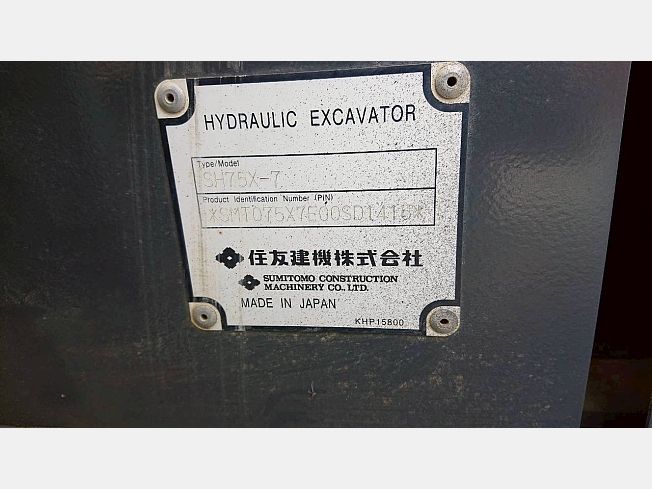 HYDRAULIC EXCAVATOR
Type/Model
SH75X-7
Product Identification Number (PIN)
住友建機株式会社
SUMITOMO CONSTRUCTION
MACHINERY CO.,LTD.
MADE IN JAPAN
KHP15800